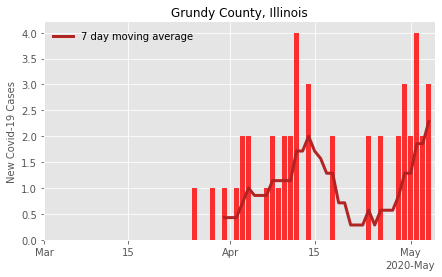 Grundy County, Illinois
7 day moving average
New Covid-19 Cases
4.0
3.5
3.0
2.5
2.0
1.5
1.0
0.5
0.0
Mar
15
Apr
15
May
2020-May